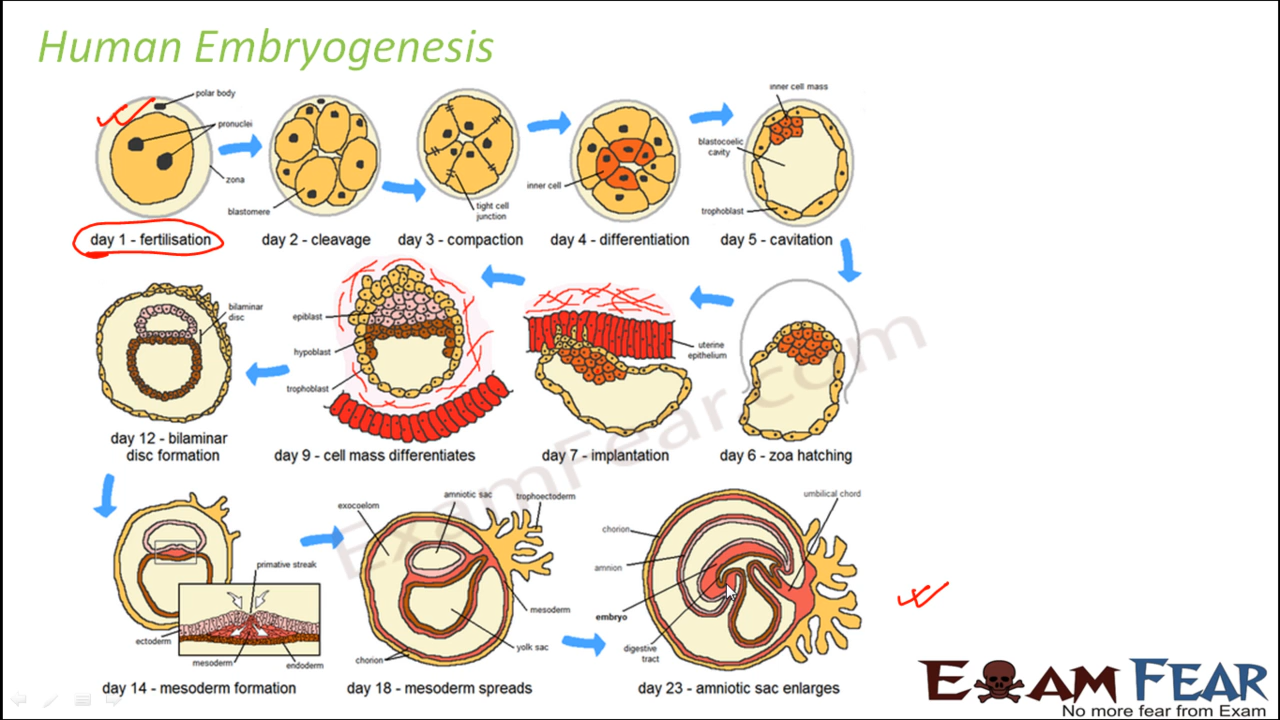 Human Embryogenesis
polar body
pronuclei
zona
day 1 - fertilisation
blastomere
day 2 - cleavage
tight cell
junction
day 3 - compaction
inner cell
day 4 - differentiation
inner cell mass
blastocoelic
cavity
trophoblast
day 5 - cavitation
bilaminar
disc
day 12 - bilaminar
disc formation
epiblast
hypoblast
trophoblast
day 9 - cell mass differentiates
uterine
epithelium
day 7 - implantation
day 6 - zoa hatching
primative streak
ectoderm
mesoderm
endoderm
day 14 - mesoderm formation
exocoelom
amniotic sac
trophoectoderm
mesoderm
yolk sac
chorion
day 18 - mesoderm spreads
umbilical chord
chorion
amnion
embryo
digestive
tract
day 23 - amniotic sac enlarges
ExamFear.com
EXAM FEAR
No more fear from Exam